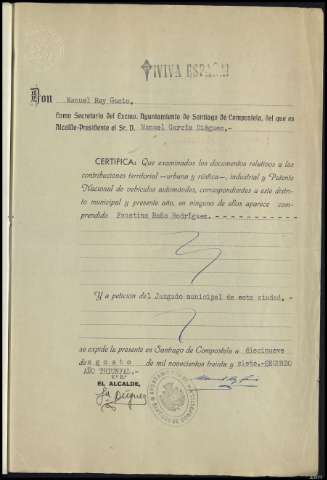 ¡VIVA ESPAÑA!
Don Manuel Rey Gasto,
Como Secretario del Excmo. Ayuntamiento de Santiago de Compostela, del que es
Alcalde-Presidente el Sr. D. Manuel García Diéguez,-
CERTIFICA: Que examinados los documentos relativos a las
contribuciones territorial—urbana y rústica—, industrial y Patente
Nacional de vehículos automóviles, correspondientes a este distri-
to municipal y presente año, en ninguno de ellos aparece com-
prendido Faustino Rodríguez.
Y a petición del Juzgado municipal de esta ciudad.-
se expide la presente en Santiago de Compostela a diecinueve
de agosto de mil novecientos treinta y siete.-SEGUNDO
AÑO TRIUNFAL.-
V.º B.º
EL ALCALDE,